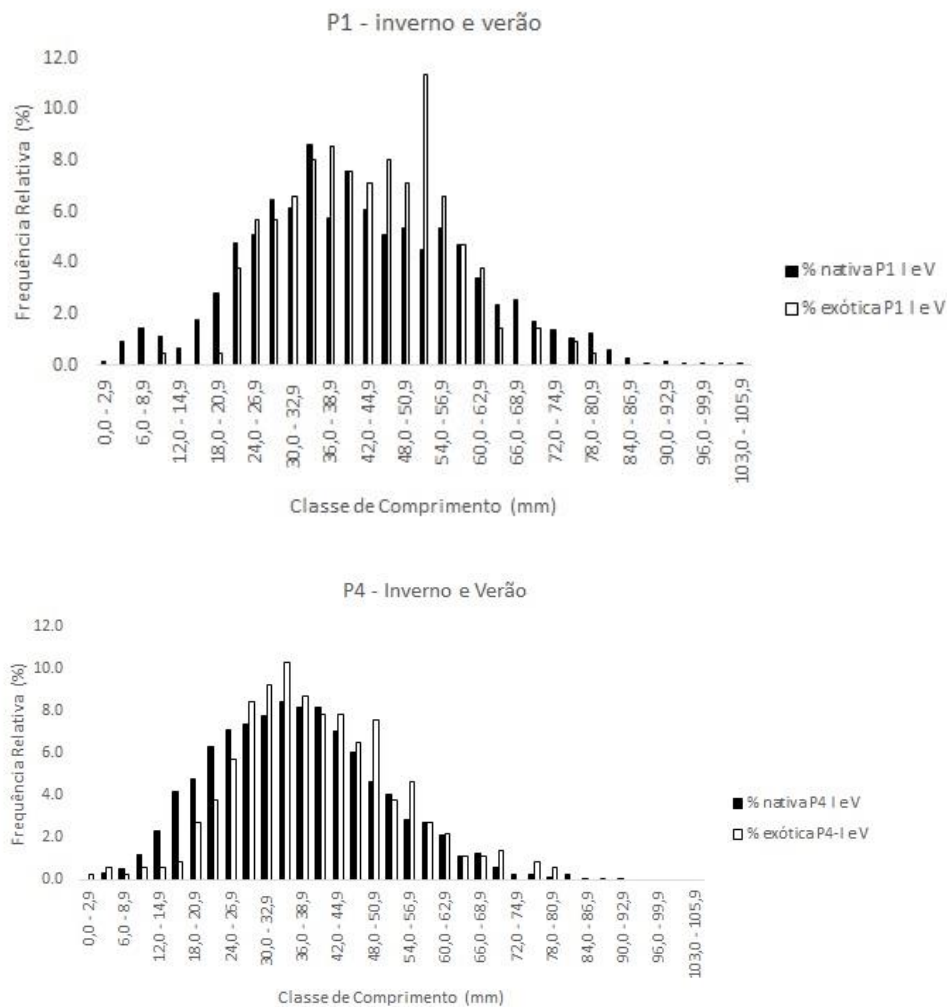 P1 - inverno e verão
Frequência Relativa (%)
12.0
10.0
8.0
6.0
4.0
2.0
0.0
0,0 - 2,9
6,0 - 8,9
12,0 - 14,9
18,0 - 20,9
24,0 - 26,9
30,0 - 32,9
36,0 - 38,9
42,0 - 44,9
48,0 - 50,9
54,0 - 56,9
60,0 - 62,9
66,0 - 68,9
72,0 - 74,9
78,0 - 80,9
84,0 - 86,9
90,0 - 92,9
96,0 - 99,9
103,0 - 105,9
Classe de Comprimento (mm)
% nativa P1 I e V
% exótica P1 I e V
P4 - Inverno e Verão
Frequência Relativa (%)
12.0
10.0
8.0
6.0
4.0
2.0
0.0
0,0 - 2,9
6,0 - 8,9
12,0 - 14,9
18,0 - 20,9
24,0 - 26,9
30,0 - 32,9
36,0 - 38,9
42,0 - 44,9
48,0 - 50,9
54,0 - 56,9
60,0 - 62,9
66,0 - 68,9
72,0 - 74,9
78,0 - 80,9
84,0 - 86,9
90,0 - 92,9
96,0 - 99,9
103,0 - 105,9
Classe de Comprimento (mm)
% nativa P4 I e V
% exótica P4-I e V